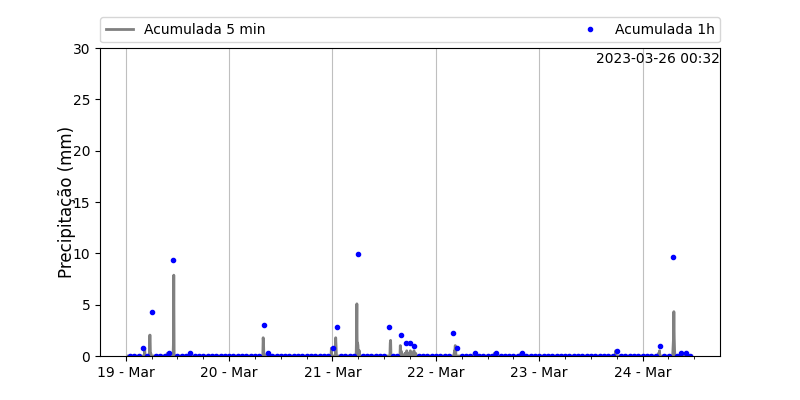 Acumulada 5 min
Acumulada 1h
2023-03-26 00:32
Precipitação (mm)
30
25
20
15
10
5
0
19 - Mar
20 - Mar
21 - Mar
22 - Mar
23 - Mar
24 - Mar